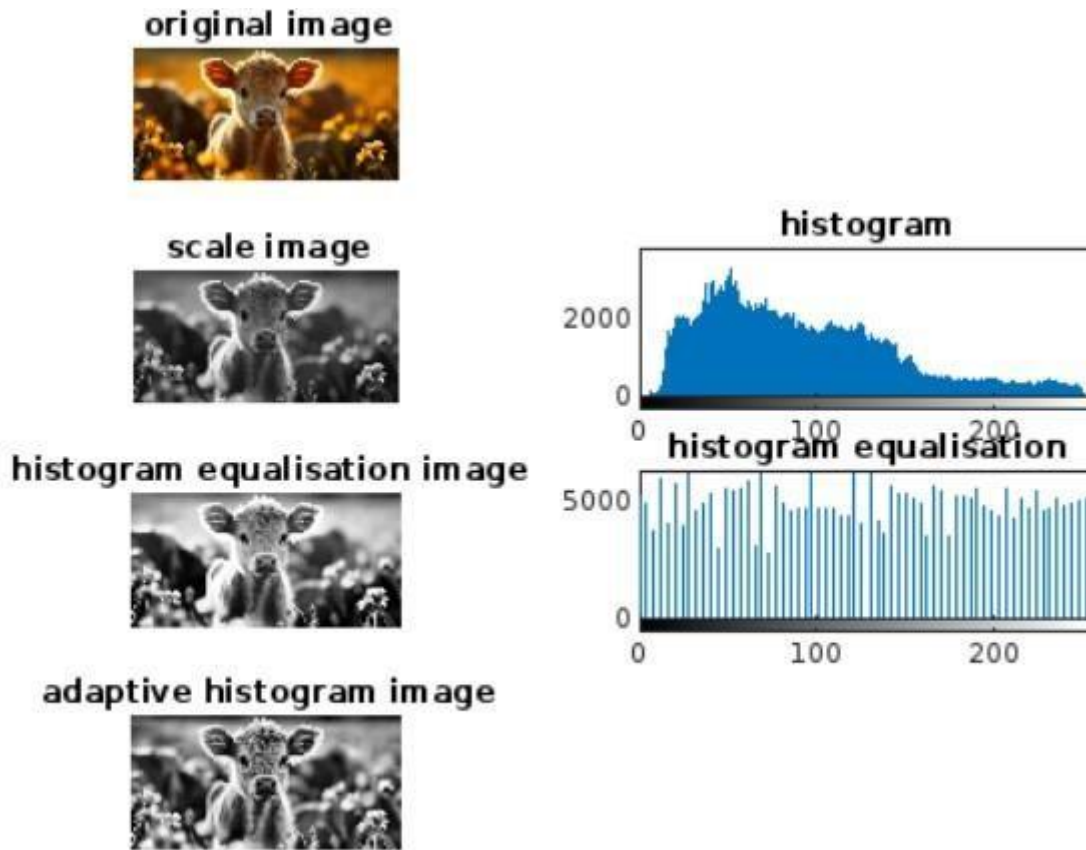 original image
scale image
histogram
2000
0
0 100 200
histogram equalisation image
histogram equalisation
5000
0
0 100 200
adaptive histogram image